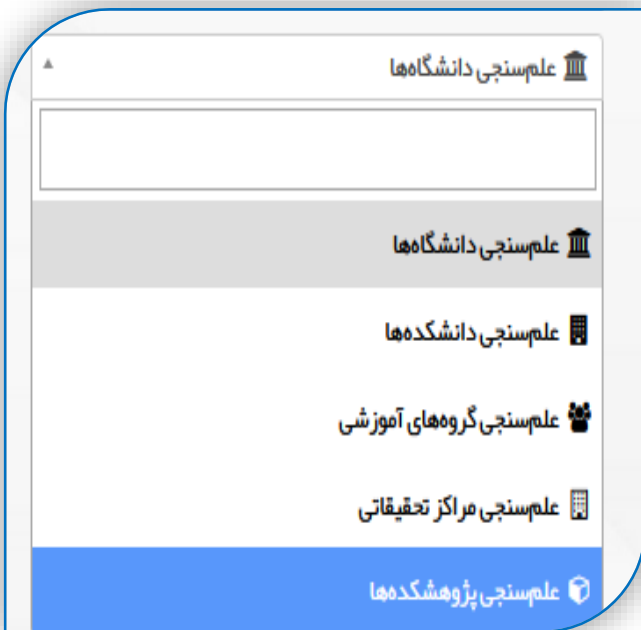 علم‌سنجی دانشگاه‌ها
علم‌سنجی دانشگاه‌ها
علم‌سنجی دانشکده‌ها
علم‌سنجی گروه‌های آموزشی
علم‌سنجی مراکز تحقیقاتی
علم‌سنجی پژوهشکده‌ها